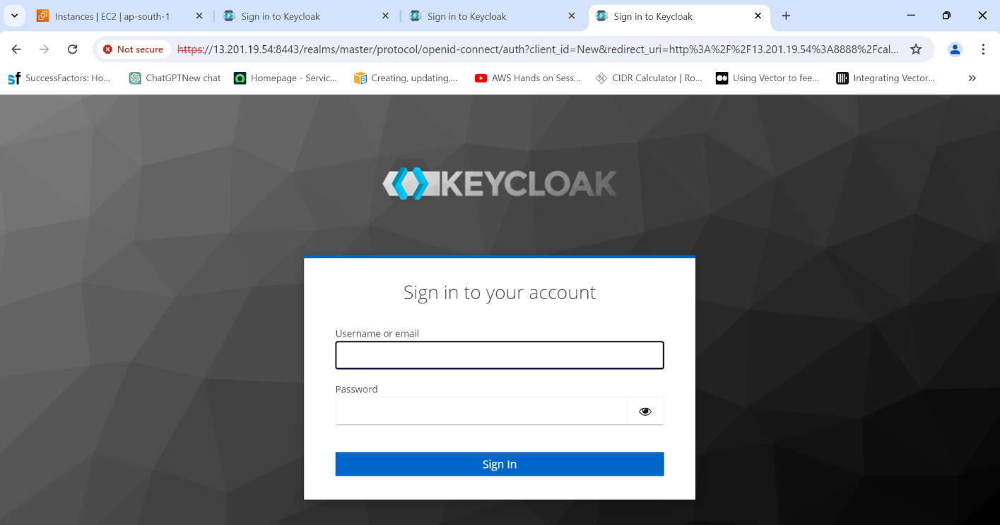 Instances | EC2 | ap-south-1
Sign in to Keycloak
Sign in to Keycloak
Sign in to Keycloak
Not secure
https://13.201.19.54:8443/realms/master/protocol/openid-connect/auth?client_id=New&redirect_uri=http%3A%2F%2F13.201.19.54%3A8888%2Fcal...
SuccessFactors: Ho...
ChatGPTNew chat
Homepage - Servic...
Creating, updating,...
AWS Hands on Sess...
CIDR Calculator | Ro...
Using Vector to fee...
Integrating Vector...
KEYCLOAK
Sign in to your account
Username or email
Password
Sign In